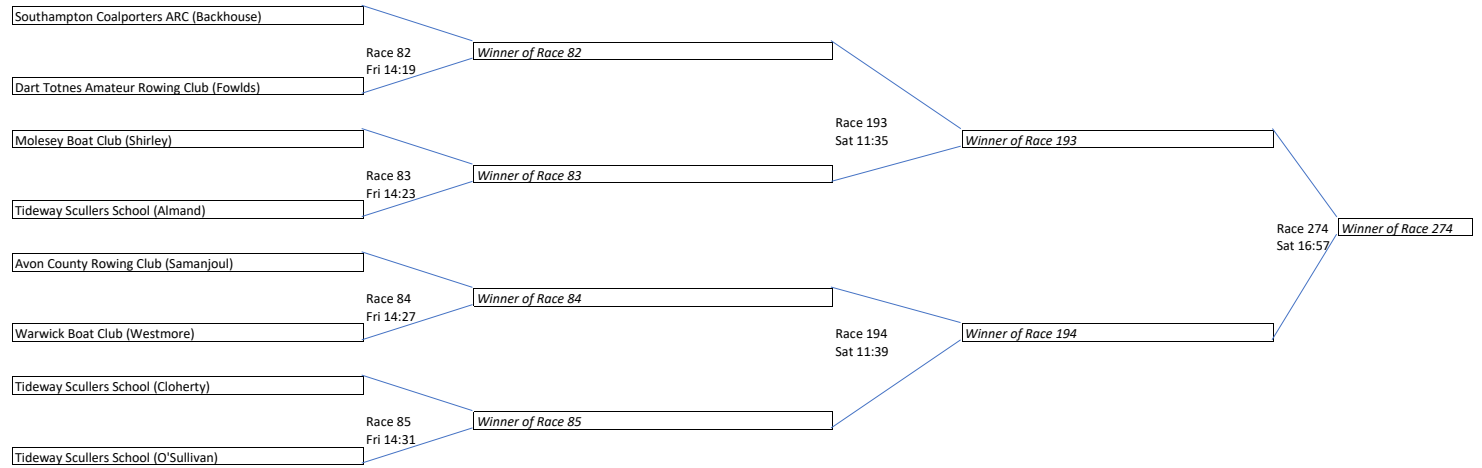 Southampton Coalporters ARC (Backhouse)
Race 82
Fri 14:19
Winner of Race 82
Dart Totnes Amateur Rowing Club (Fowlds)
Race 193
Sat 11:35
Winner of Race 193
Molesey Boat Club (Shirley)
Race 83
Fri 14:23
Winner of Race 83
Tideway Scullers School (Almand)
Race 274
Sat 16:57
Winner of Race 274
Avon County Rowing Club (Samanjoul)
Race 84
Fri 14:27
Winner of Race 84
Warwick Boat Club (Westmore)
Race 194
Sat 11:39
Winner of Race 194
Tideway Scullers School (Cloherty)
Race 85
Fri 14:31
Winner of Race 85
Tideway Scullers School (O'Sullivan)